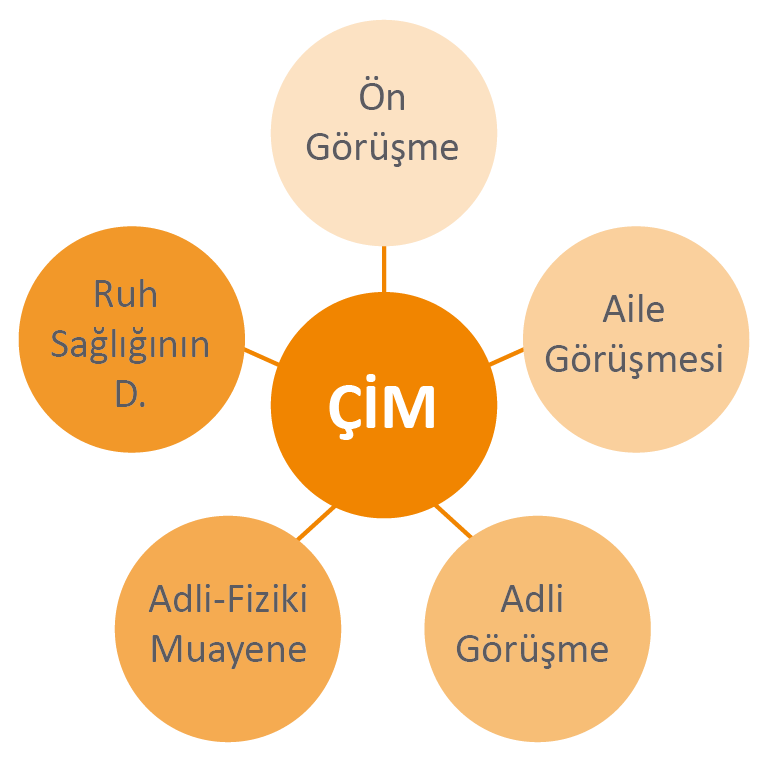 Ön
Görüşme
Aile
Görüşmesi
Adli
Görüşme
Adli-Fiziki
Muayene
Ruh
Sağlığının
D.
ÇİM